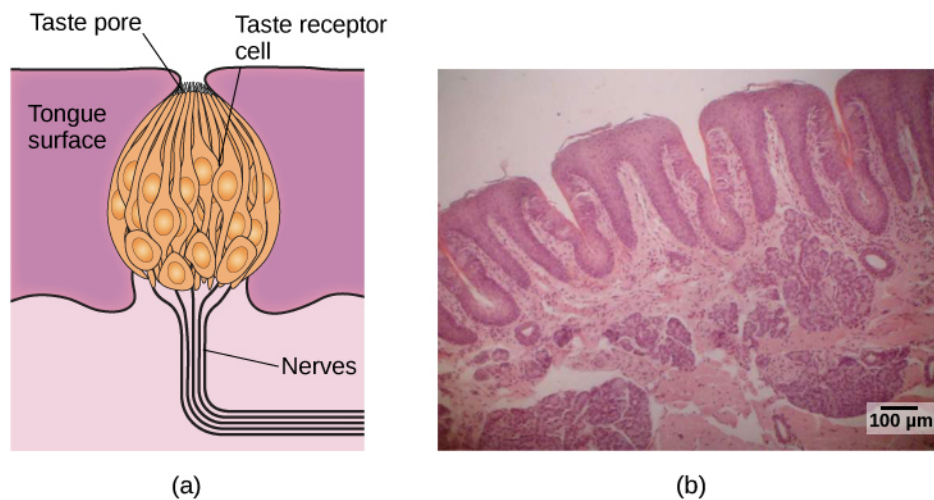 Taste pore
Taste receptor
cell
Tongue
surface
Nerves
100 µm
(a)
(b)